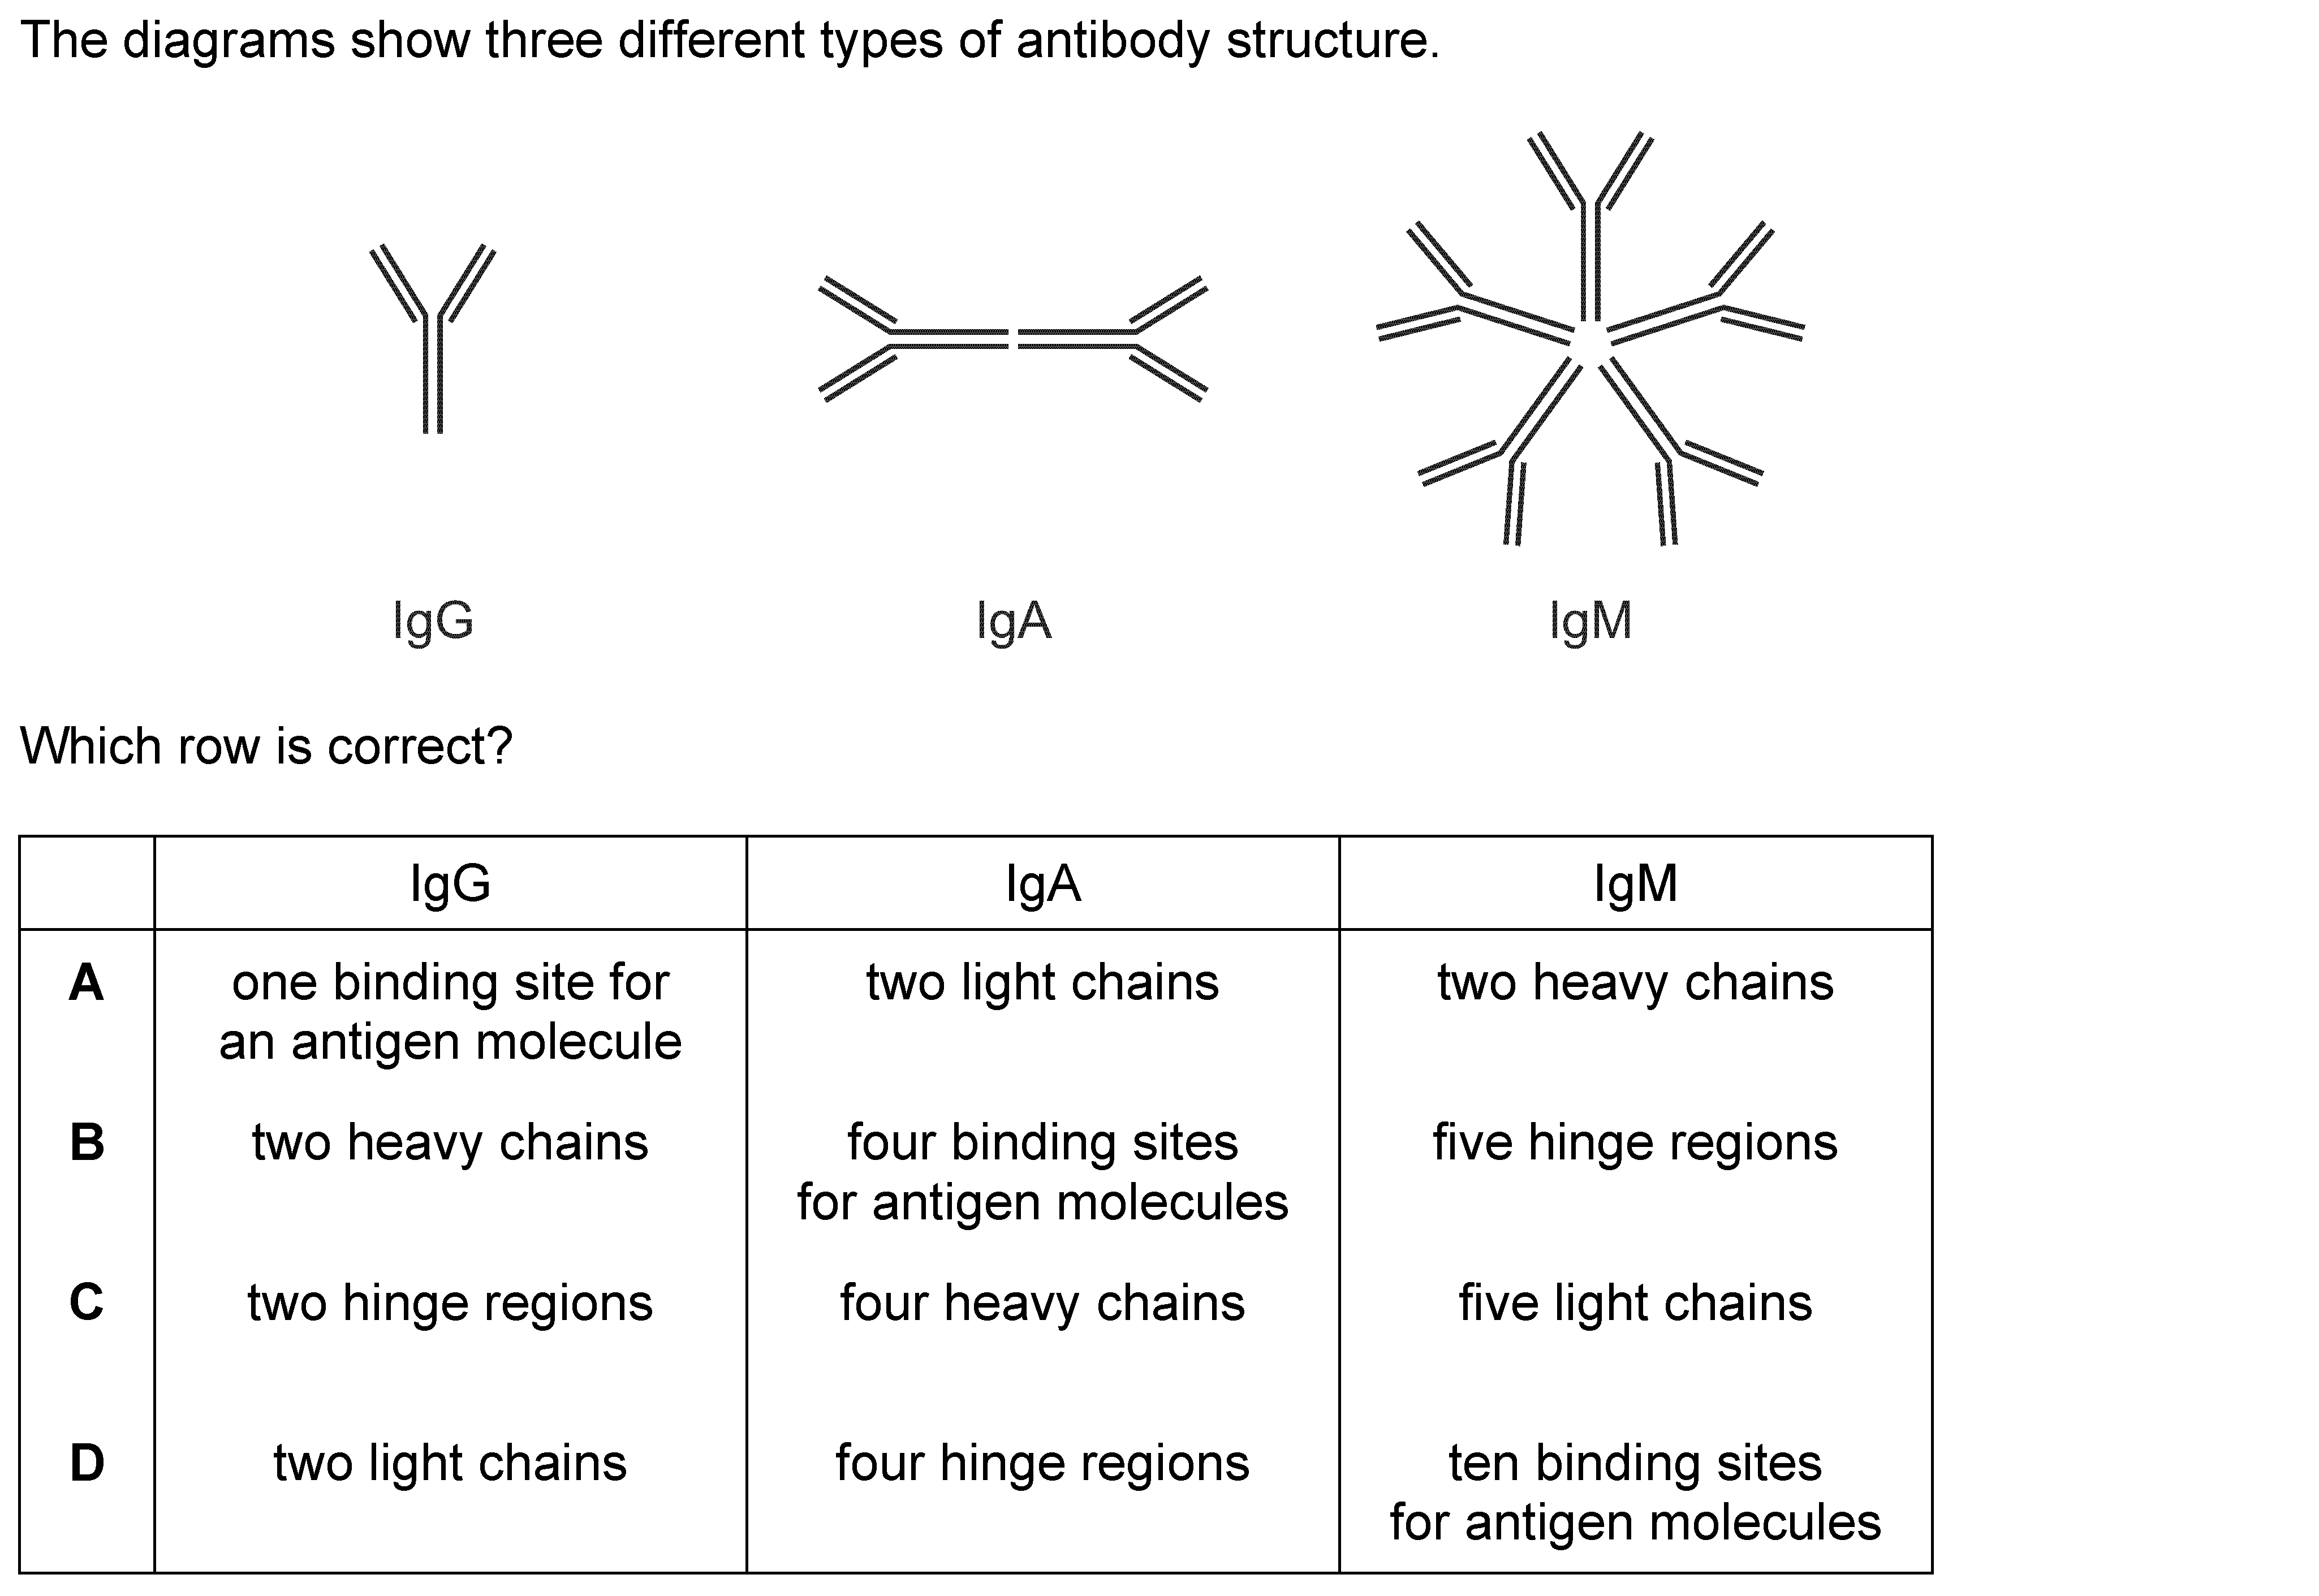 The diagrams show three different types of antibody structure.
IgG IgA IgM
Which row is correct?
IgG IgA IgM
A one binding site for an antigen molecule two light chains two heavy chains
B two heavy chains four binding sites for antigen molecules five hinge regions
C two hinge regions four heavy chains five light chains
D two light chains four hinge regions ten binding sites for antigen molecules